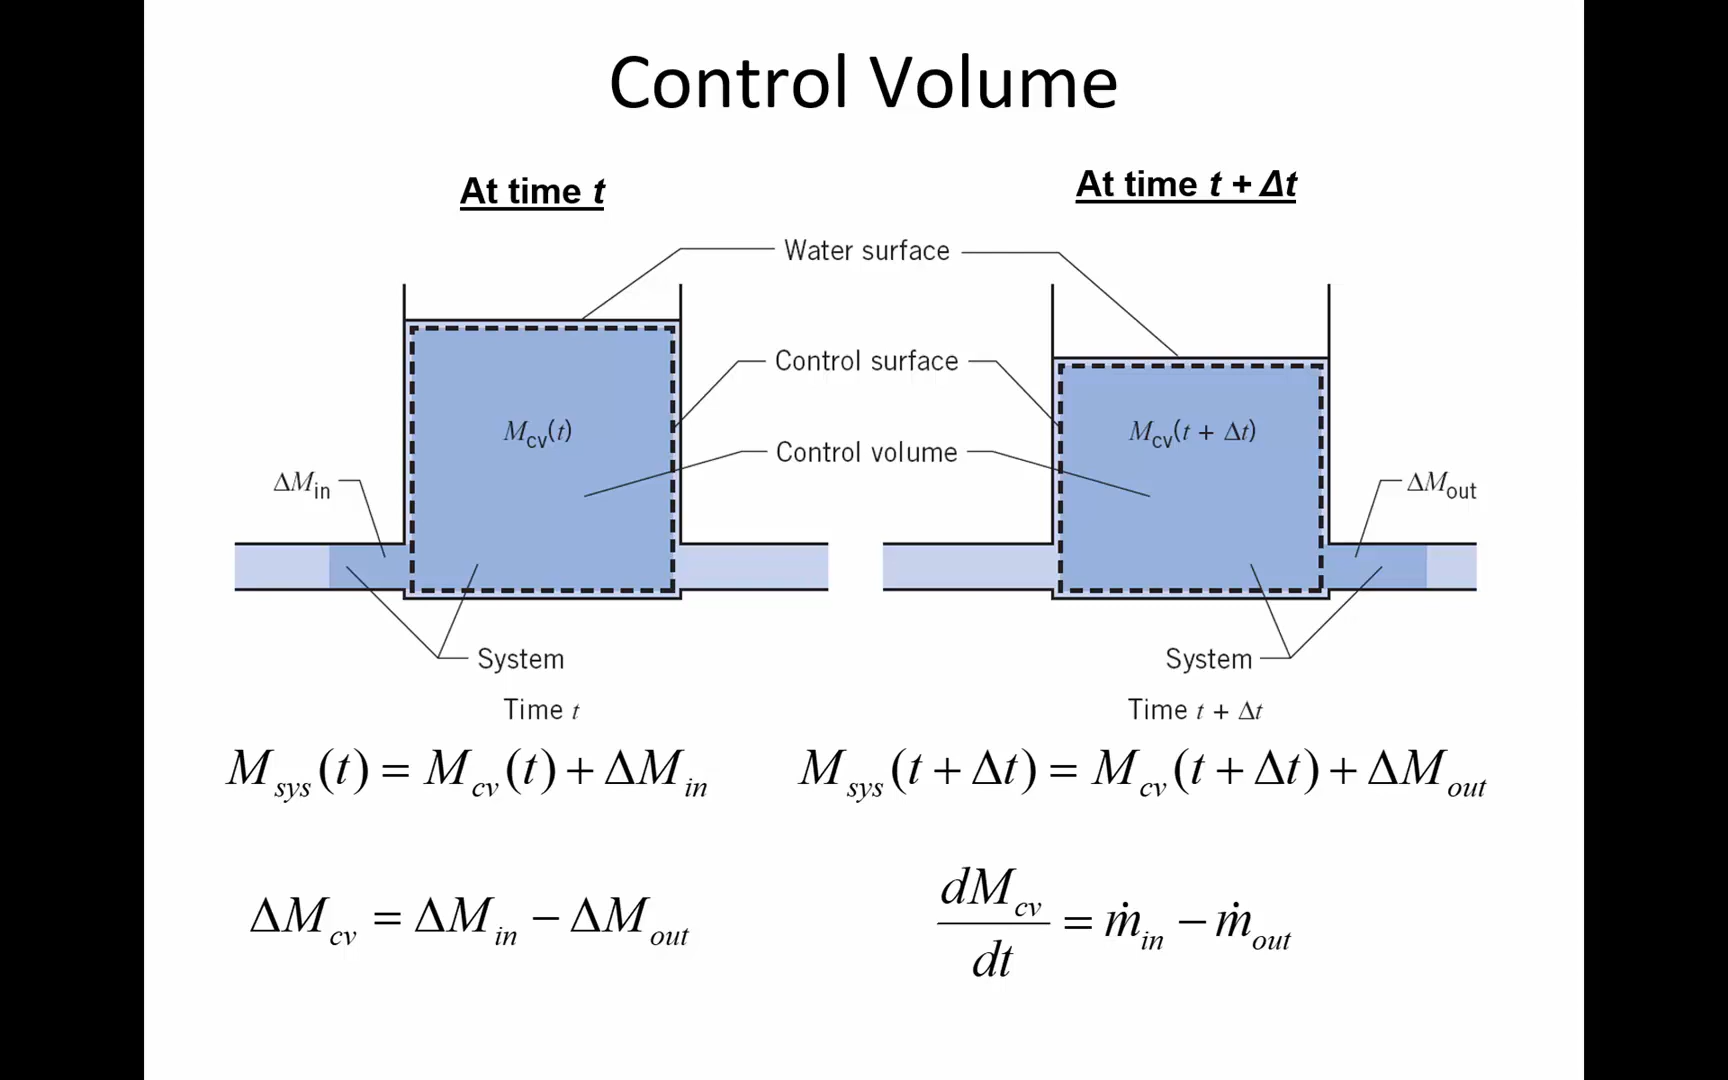 Control Volume
At time t
At time t + Δt
Water surface
Control surface
M_cv(t)
M_cv(t + Δt)
Control volume
ΔM_in
ΔM_out
System
System
Time t
Time t + Δt
M_sys(t) = M_cv(t) + ΔM_in
M_sys(t + Δt) = M_cv(t + Δt) + ΔM_out
ΔM_cv = ΔM_in − ΔM_out
dM_cv/dt = ṁ_in − ṁ_out